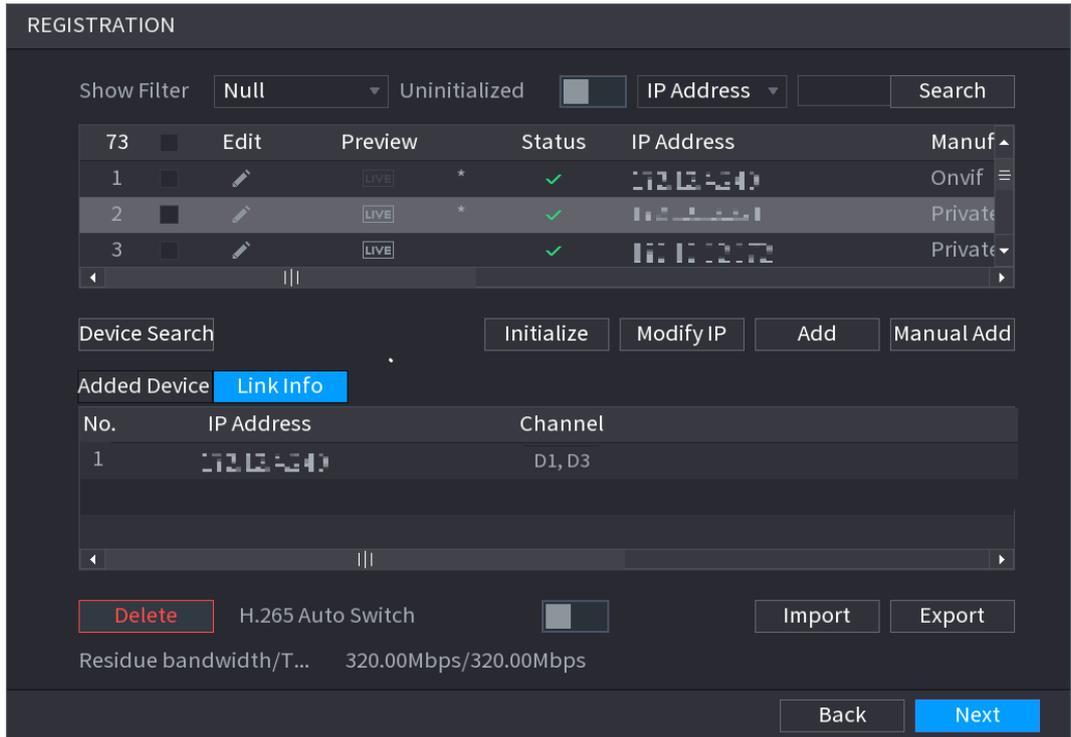 REGISTRATION
Show Filter Null Uninitialized IP Address Search
73 Edit Preview Status IP Address Manuf
1 LIVE * Onvif
2 LIVE * Private
3 LIVE Private
Device Search Initialize Modify IP Add Manual Add
Added Device Link Info
No. IP Address Channel
1 D1, D3
Delete H.265 Auto Switch Import Export
Residue bandwidth/T... 320.00Mbps/320.00Mbps
Back Next